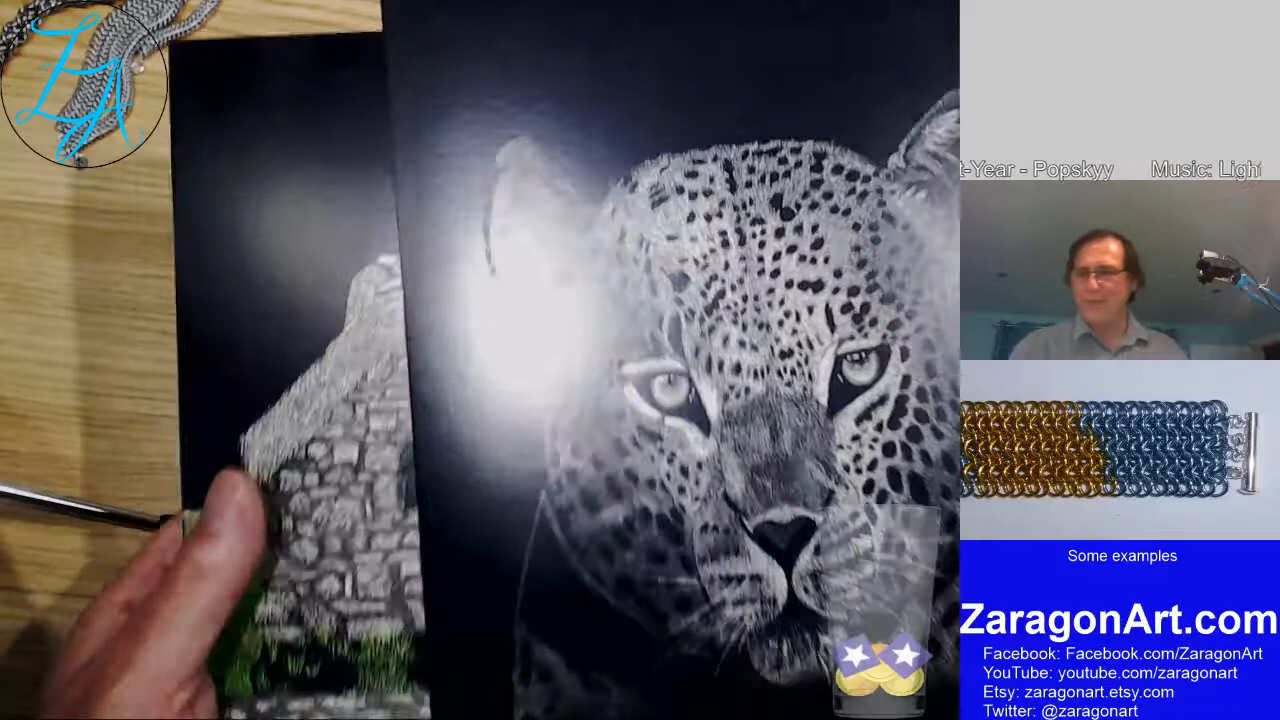 ZA
t-Year - Popskyy Music: Ligh
Some examples
ZaragonArt.com
Facebook: Facebook.com/ZaragonArt
YouTube: youtube.com/zaragonart
Etsy: zaragonart.etsy.com
Twitter: @zaragonart